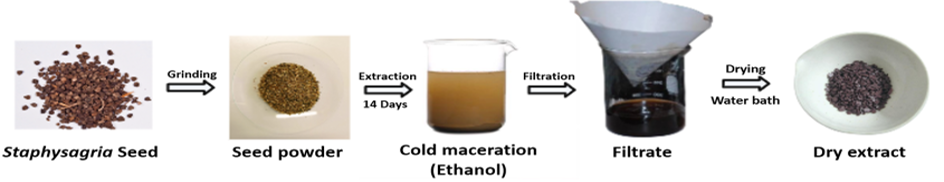 Grinding
Extraction
14 Days
Filtration
Drying
Water bath
Staphysagria Seed
Seed powder
Cold maceration
(Ethanol)
Filtrate
Dry extract